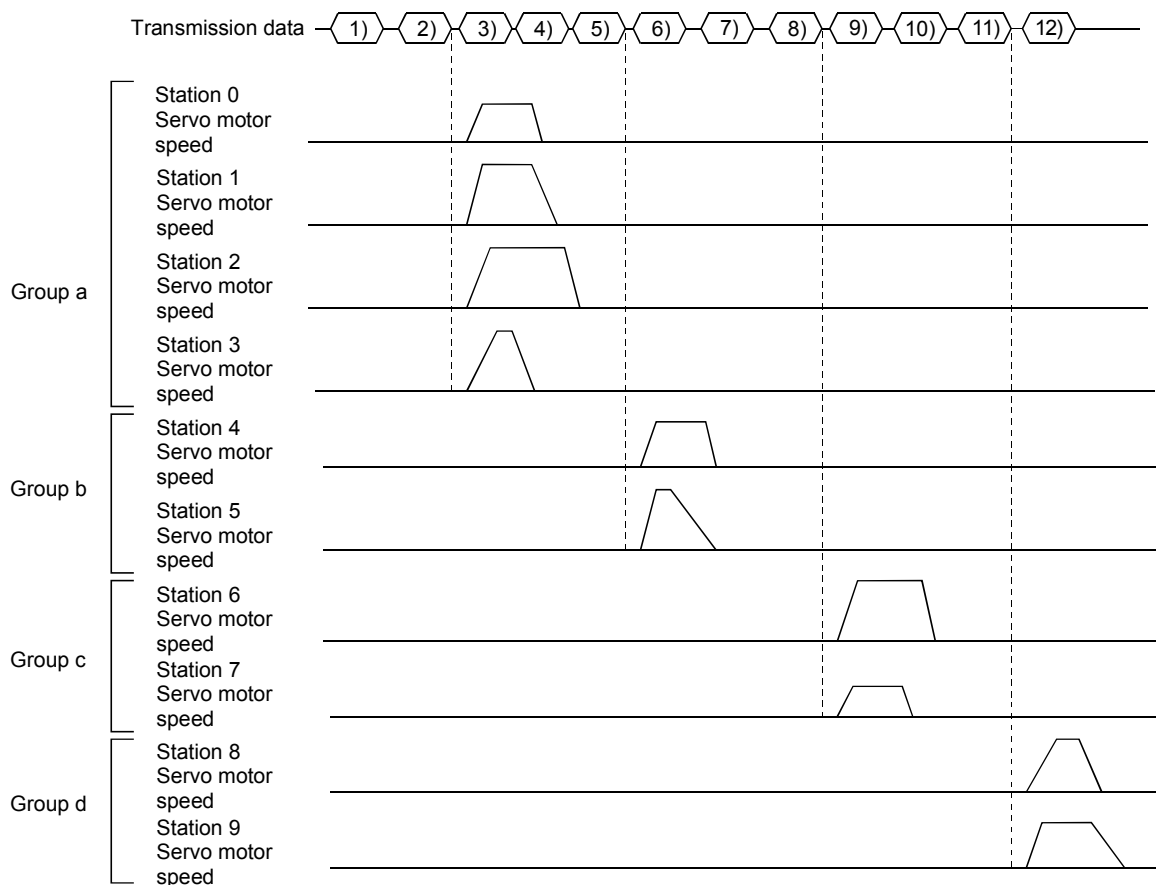 Transmission data 1) 2) 3) 4) 5) 6) 7) 8) 9) 10) 11) 12)
Group a
Station 0
Servo motor
speed
Station 1
Servo motor
speed
Station 2
Servo motor
speed
Station 3
Servo motor
speed
Group b
Station 4
Servo motor
speed
Station 5
Servo motor
speed
Group c
Station 6
Servo motor
speed
Station 7
Servo motor
speed
Group d
Station 8
Servo motor
speed
Station 9
Servo motor
speed